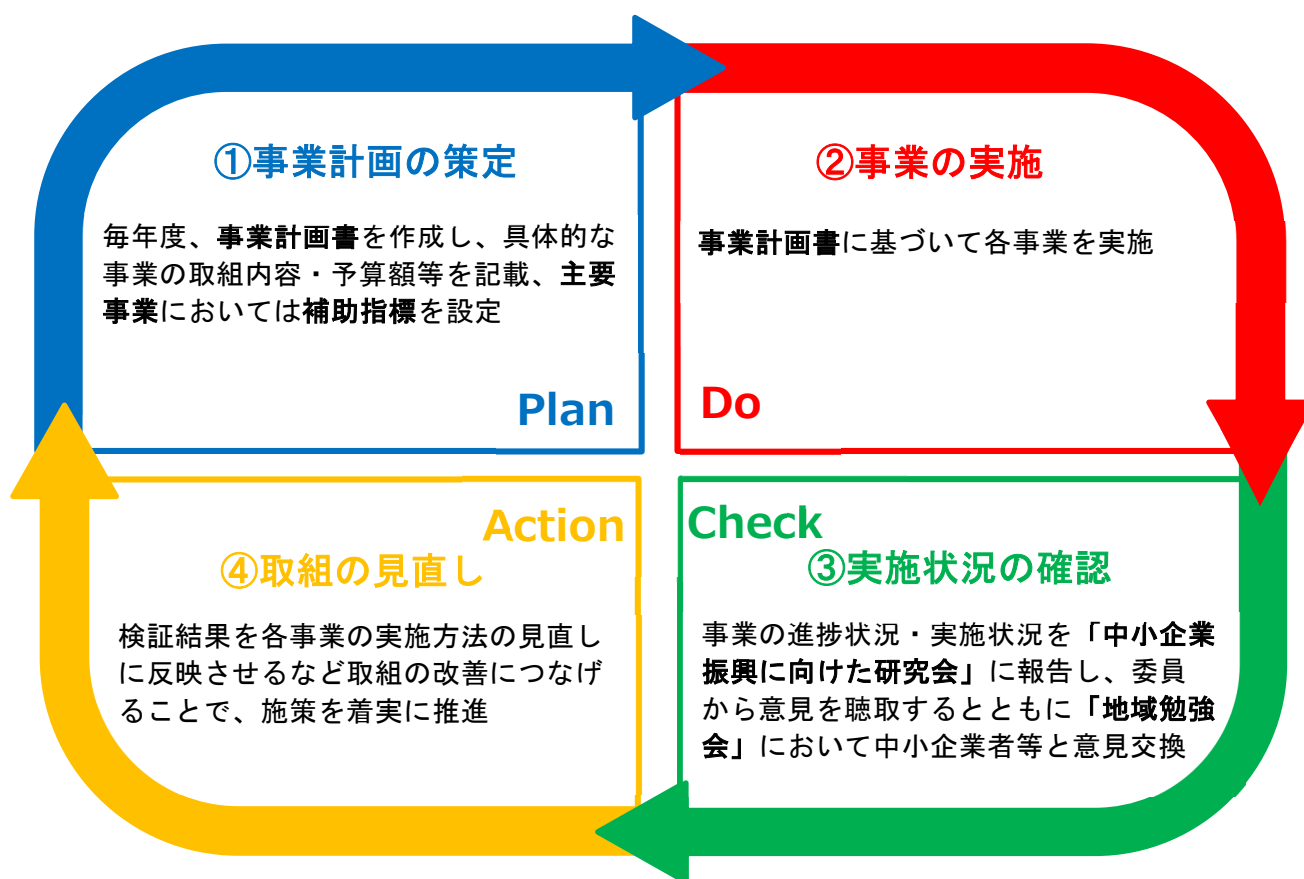 ①事業計画の策定
毎年度、事業計画書を作成し、具体的な
事業の取組内容・予算額等を記載、主要
事業においては補助指標を設定
Plan
②事業の実施
事業計画書に基づいて各事業を実施
Do
Check
③実施状況の確認
事業の進捗状況・実施状況を「中小企業
振興に向けた研究会」に報告し、委員
から意見を聴取するとともに「地域勉強
会」において中小企業者等と意見交換
Action
④取組の見直し
検証結果を各事業の実施方法の見直し
に反映させるなど取組の改善につなげ
ることで、施策を着実に推進